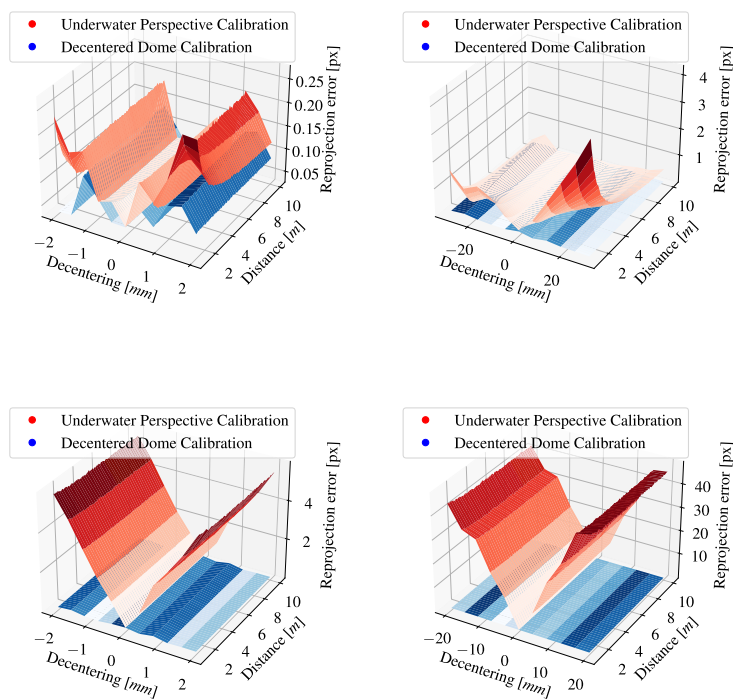 Underwater Perspective Calibration
Decentered Dome Calibration
0.25
0.20
0.15
0.10
0.05
Reprojection error [px]
−2
−1
0
1
2
Decentering [mm]
2
4
6
8
10
Distance [m]
Underwater Perspective Calibration
Decentered Dome Calibration
4
3
2
1
Reprojection error [px]
−20
0
20
Decentering [mm]
2
4
6
8
10
Distance [m]
Underwater Perspective Calibration
Decentered Dome Calibration
4
2
Reprojection error [px]
−2
−1
0
1
2
Decentering [mm]
2
4
6
8
10
Distance [m]
Underwater Perspective Calibration
Decentered Dome Calibration
40
30
20
10
Reprojection error [px]
−20
−10
0
10
20
Decentering [mm]
2
4
6
8
10
Distance [m]